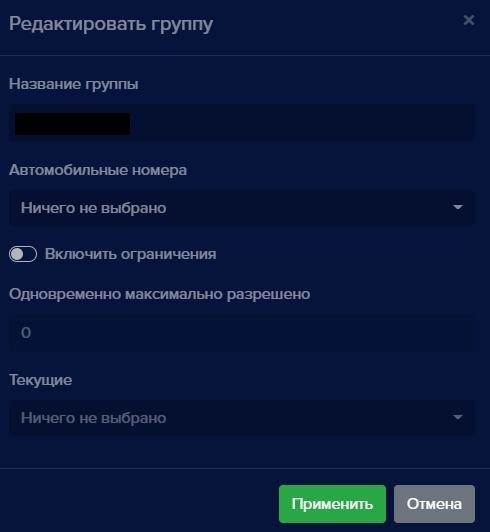 Редактировать группу
×
Название группы
Автомобильные номера
Ничего не выбрано
Включить ограничения
Одновременно максимально разрешено
0
Текущие
Ничего не выбрано
Применить Отмена